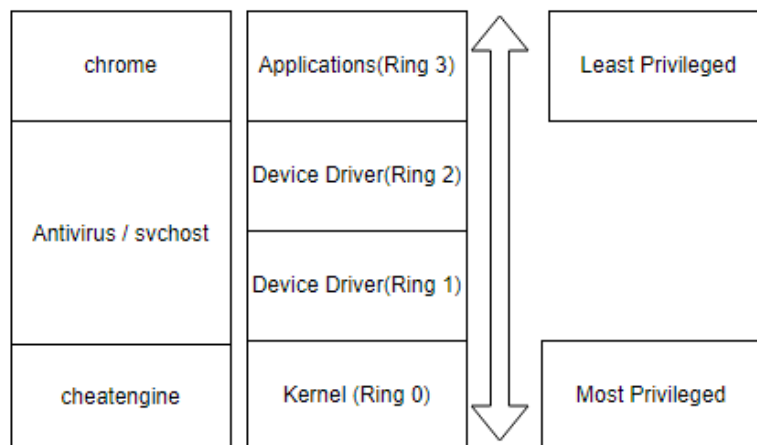 chrome
Applications(Ring 3)
Least Privileged
Device Driver(Ring 2)
Antivirus / svchost
Device Driver(Ring 1)
cheatengine
Kernel (Ring 0)
Most Privileged